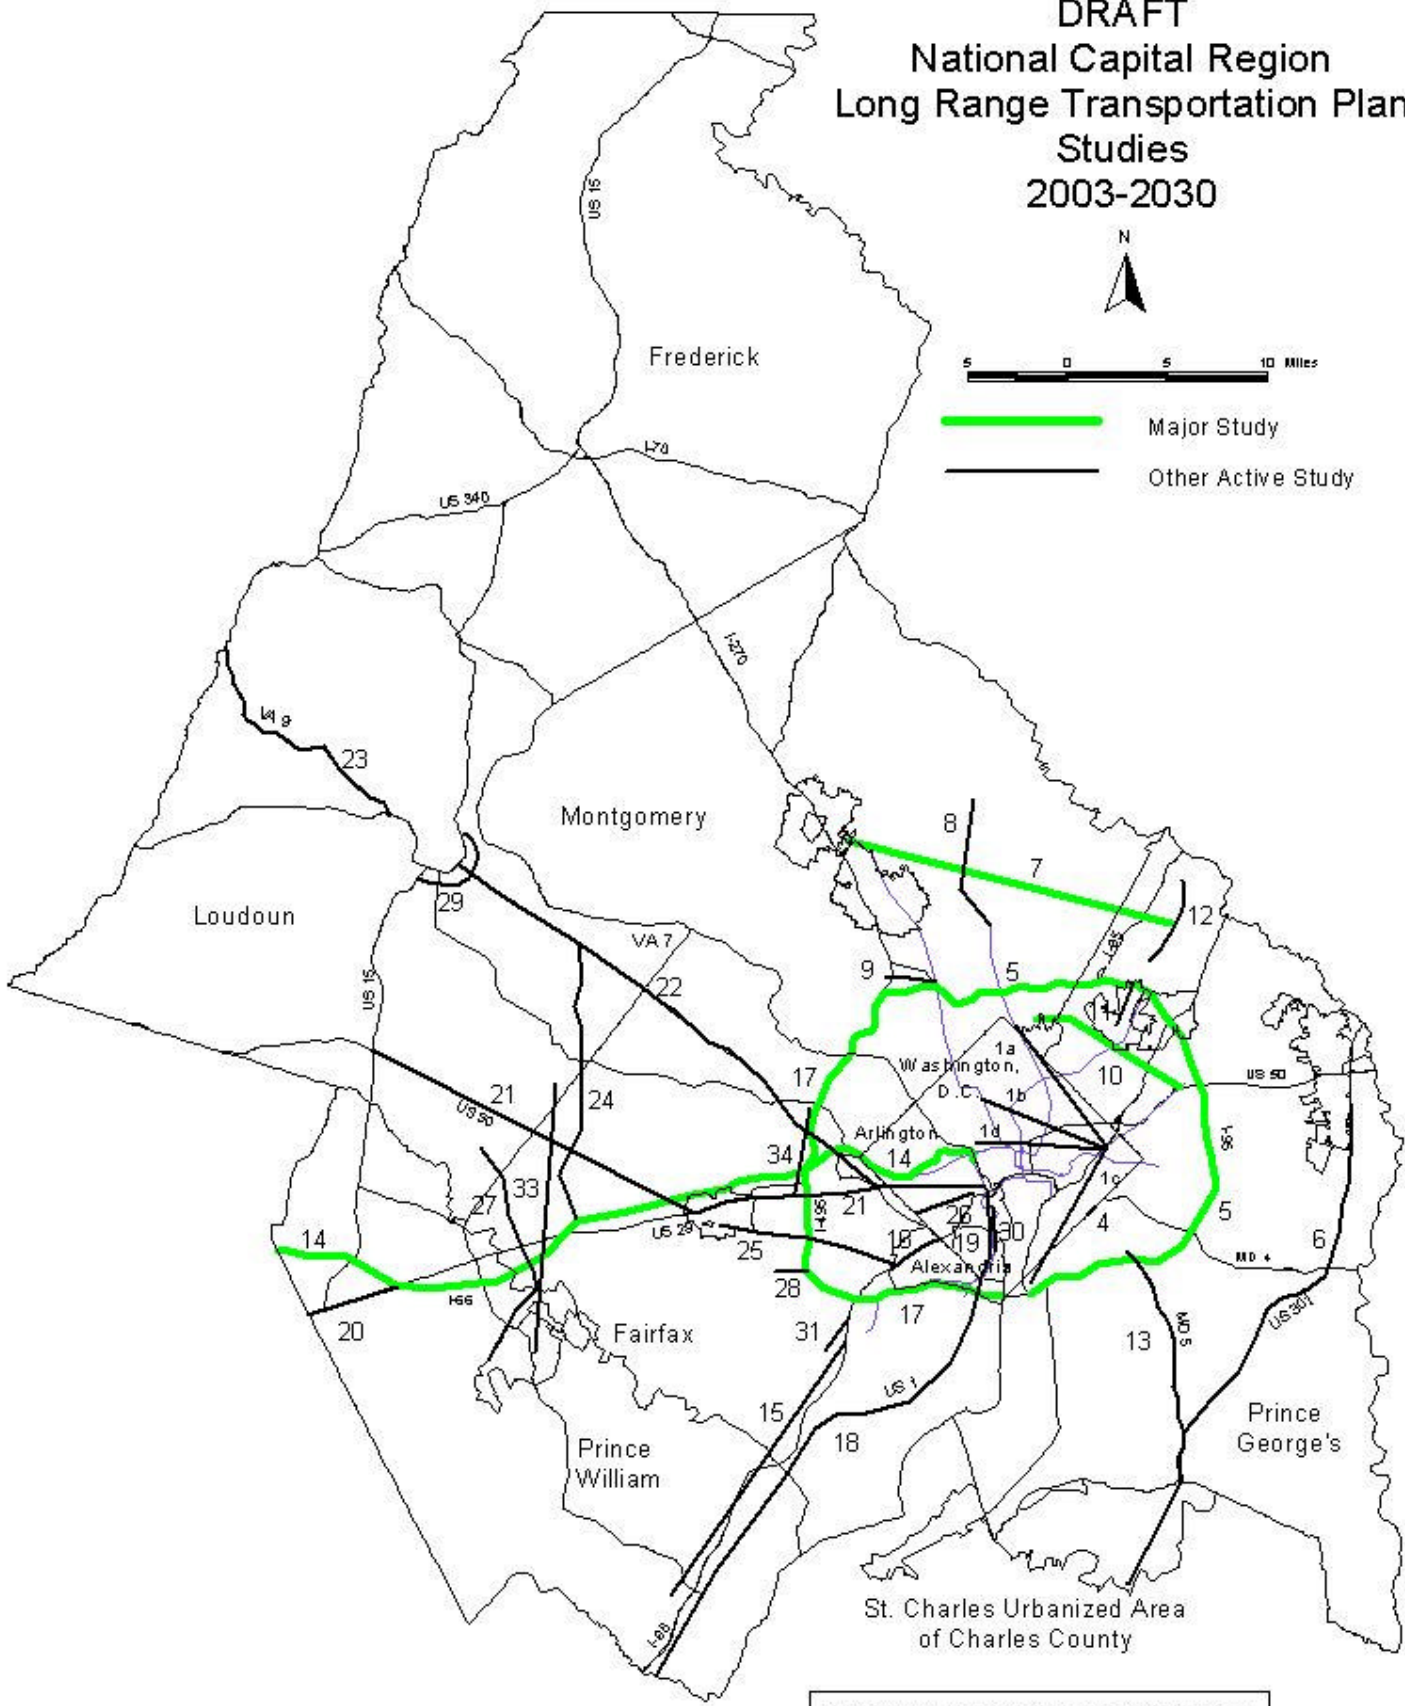 DRAFT
National Capital Region
Long Range Transportation Plan
Studies
2003-2030
N
5 0 5 10 Miles
Major Study
Other Active Study
US 15
Frederick
I-70
US 340
I-270
VA 9
23
Montgomery
8
7
12
Loudoun
29
VA 7
I-95
22
9
5
US 15
11
1a
Washington,
D.C.
10
US 50
17
1b
21
US 50
24
1d
Arlington
34
14
I-95
1c
33
27
I-495
21
26
4
5
6
US 29
25
16
19
30
14
Alexandria
MD 4
28
I-66
17
US 301
20
Fairfax
31
13
MD 5
US 1
15
18
Prince
George's
Prince
William
St. Charles Urbanized Area
of Charles County